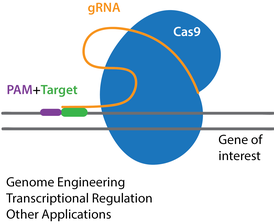 gRNA
Cas9
PAM+Target
Gene of
interest
Genome Engineering
Transcriptional Regulation
Other Applications